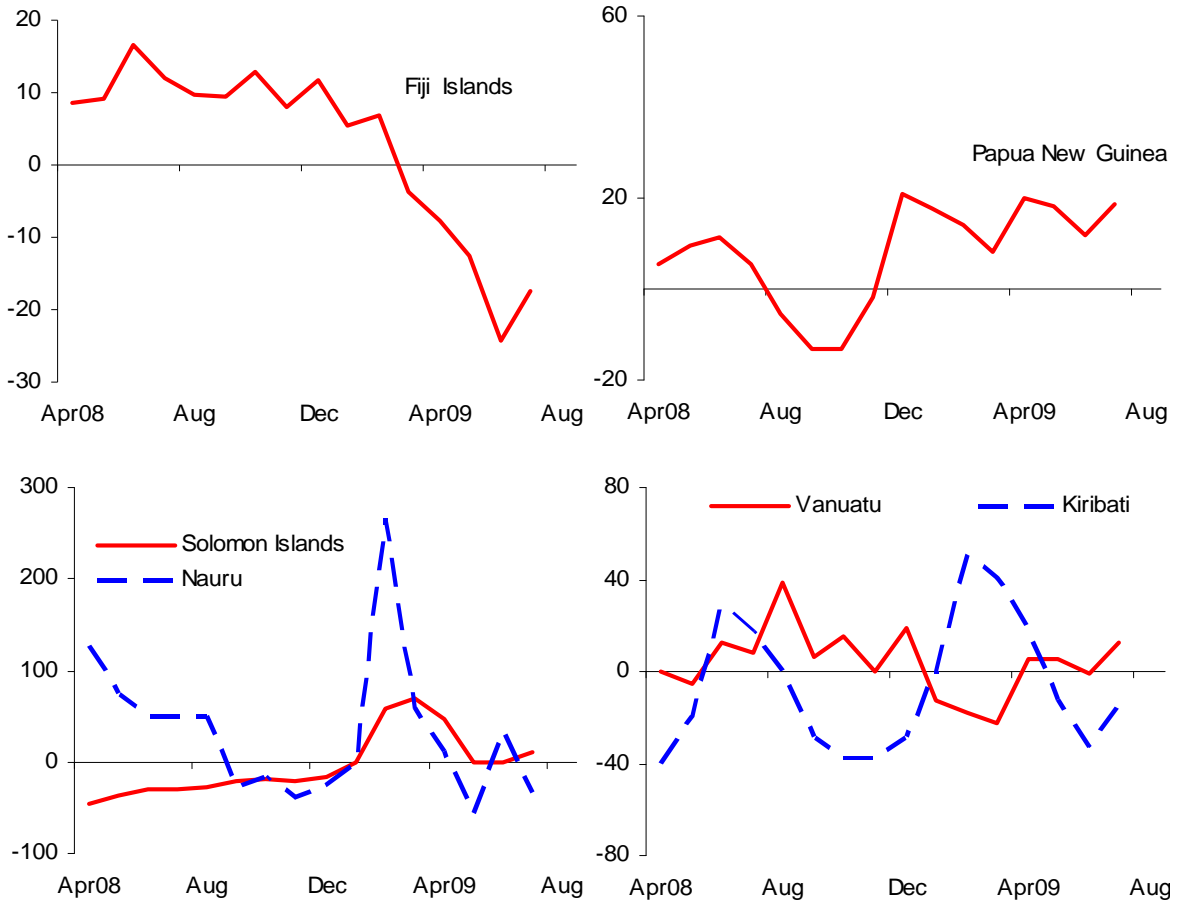 20
10
0
-10
-20
-30
Fiji Islands
Apr08 Aug Dec Apr09 Aug
60
20
-20
Papua New Guinea
Apr08 Aug Dec Apr09 Aug
300
200
100
0
-100
Solomon Islands
Nauru
Apr08 Aug Dec Apr09 Aug
80
40
0
-40
-80
Vanuatu Kiribati
Apr08 Aug Dec Apr09 Aug